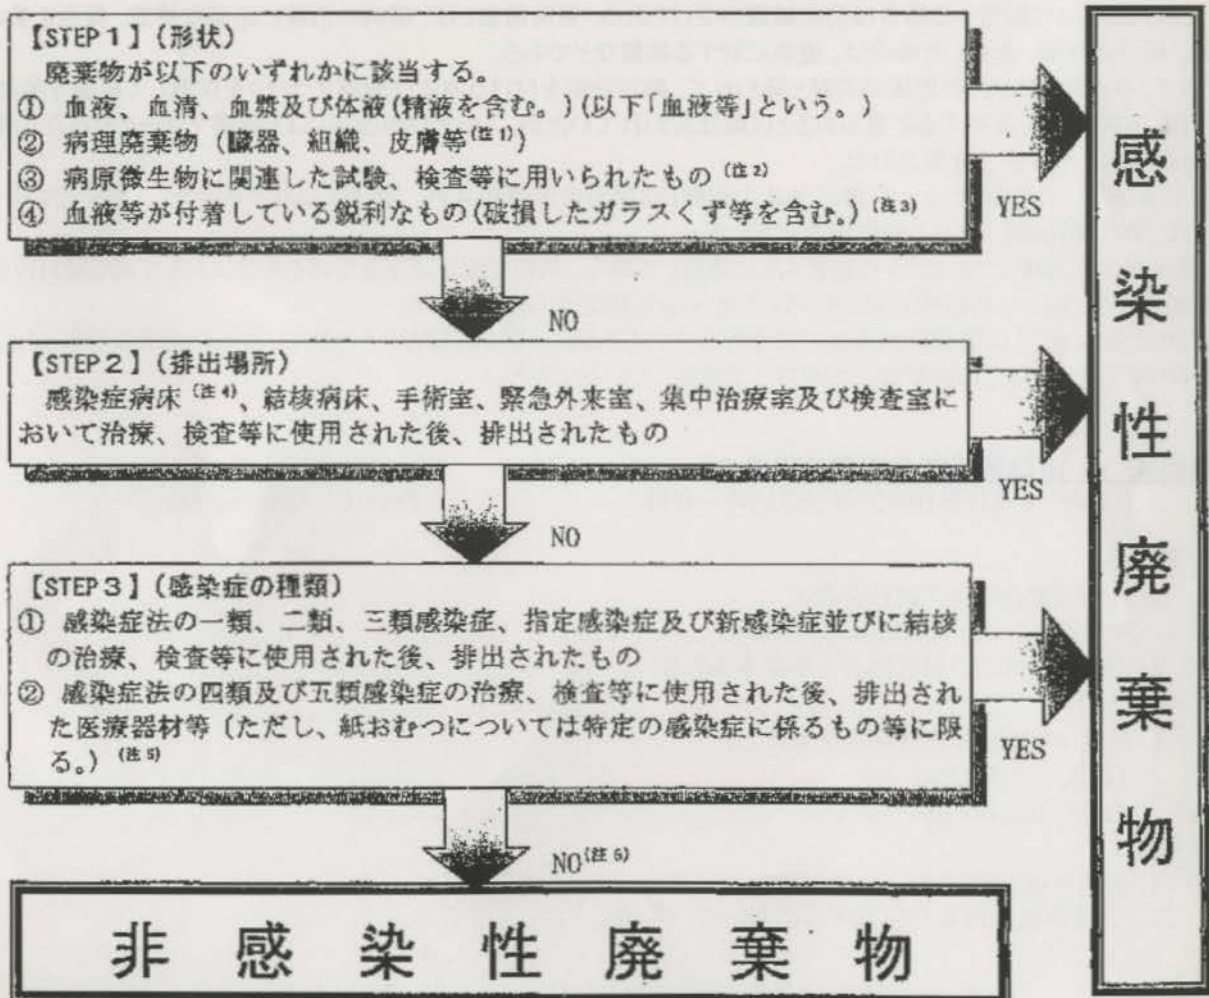 【STEP1】(形状)
廃棄物が以下のいずれかに該当する。
① 血液、血清、血漿及び体液(精液を含む。)(以下「血液等」という。)
② 病理廃棄物(臓器、組織、皮膚等(注1))
③ 病原微生物に関連した試験、検査等に用いられたもの(注2)
④ 血液等が付着している鋭利なもの(破損したガラスくず等を含む。)(注3)
YES
NO
【STEP2】(排出場所)
感染症病床(注4)、結核病床、手術室、緊急外来室、集中治療室及び検査室に
おいて治療、検査等に使用された後、排出されたもの
YES
NO
【STEP3】(感染症の種類)
① 感染症法の一類、二類、三類感染症、指定感染症及び新感染症並びに結核
の治療、検査等に使用された後、排出されたもの
② 感染症法の四類及び五類感染症の治療、検査等に使用された後、排出され
た医療器材等(ただし、紙おむつについては特定の感染症に係るもの等に限
る。)(注5)
YES
NO(注6)
非感染性廃棄物
感染性廃棄物